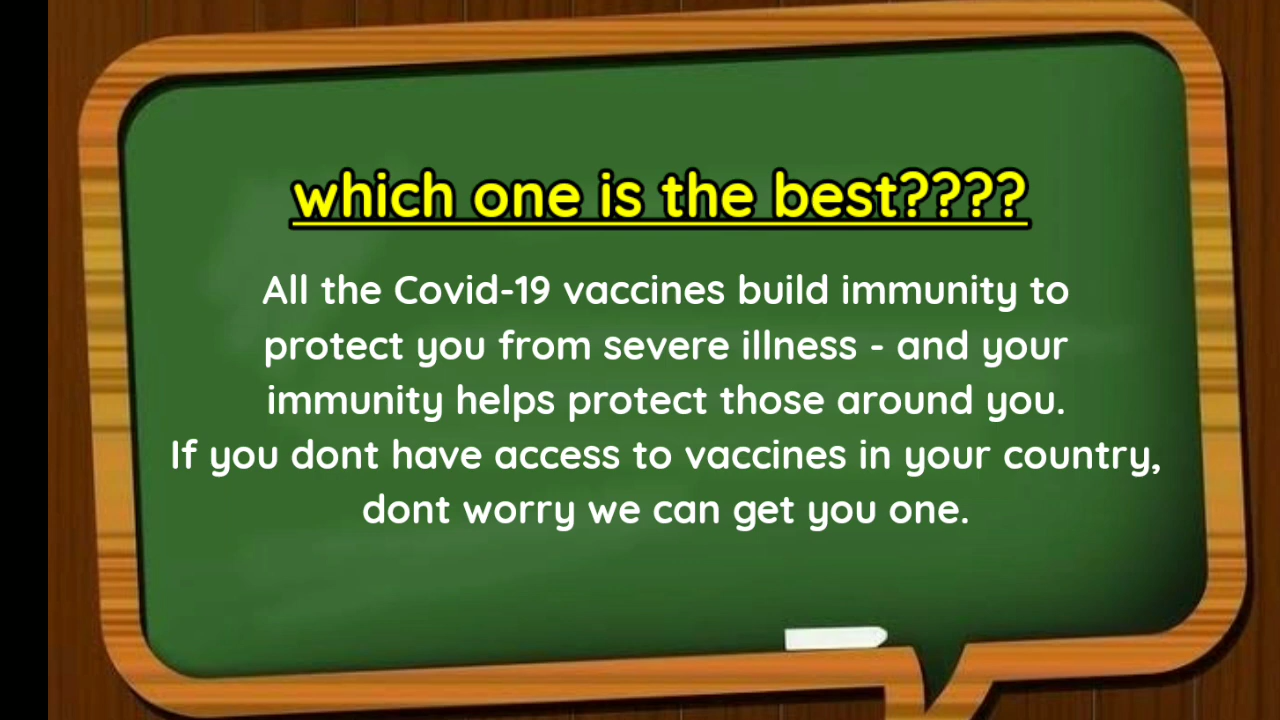 which one is the best????
All the Covid-19 vaccines build immunity to
protect you from severe illness - and your
immunity helps protect those around you.
If you dont have access to vaccines in your country,
dont worry we can get you one.